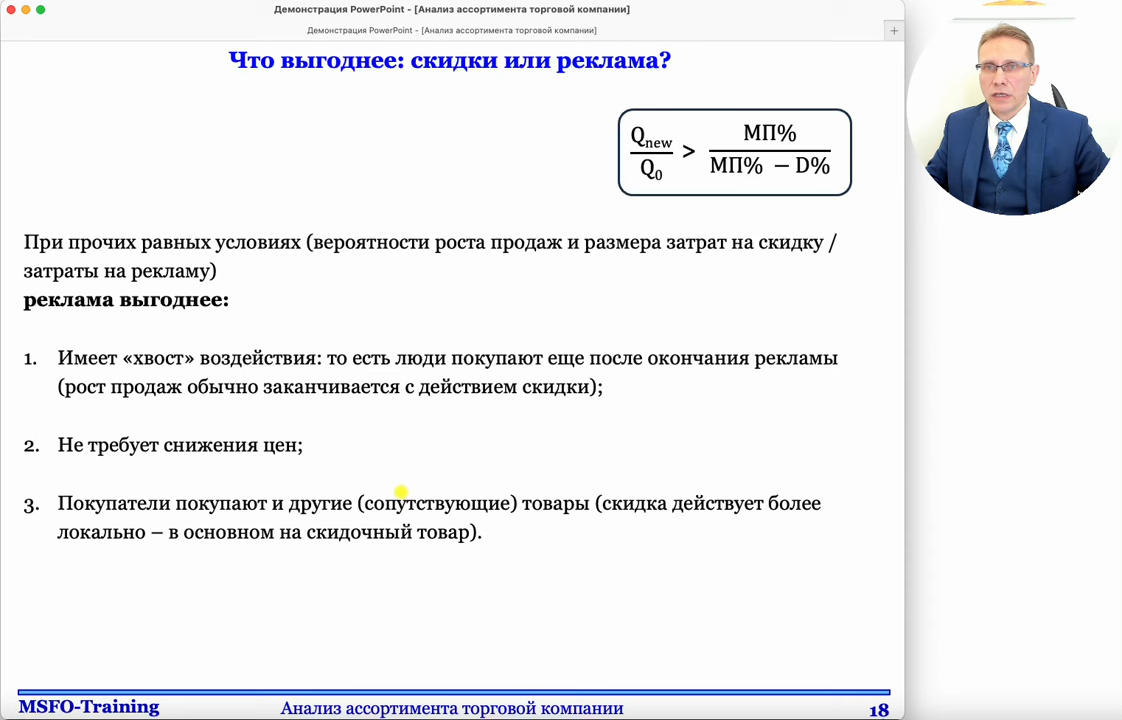 Демонстрация PowerPoint - [Анализ ассортимента торговой компании]
Демонстрация PowerPoint - [Анализ ассортимента торговой компании]
Что выгоднее: скидки или реклама?
Qnew / Q0 > МП% / МП% − D%
При прочих равных условиях (вероятности роста продаж и размера затрат на скидку /
затраты на рекламу)
реклама выгоднее:
1. Имеет «хвост» воздействия: то есть люди покупают еще после окончания рекламы
(рост продаж обычно заканчивается с действием скидки);
2. Не требует снижения цен;
3. Покупатели покупают и другие (сопутствующие) товары (скидка действует более
локально – в основном на скидочный товар).
MSFO-Training
Анализ ассортимента торговой компании
18